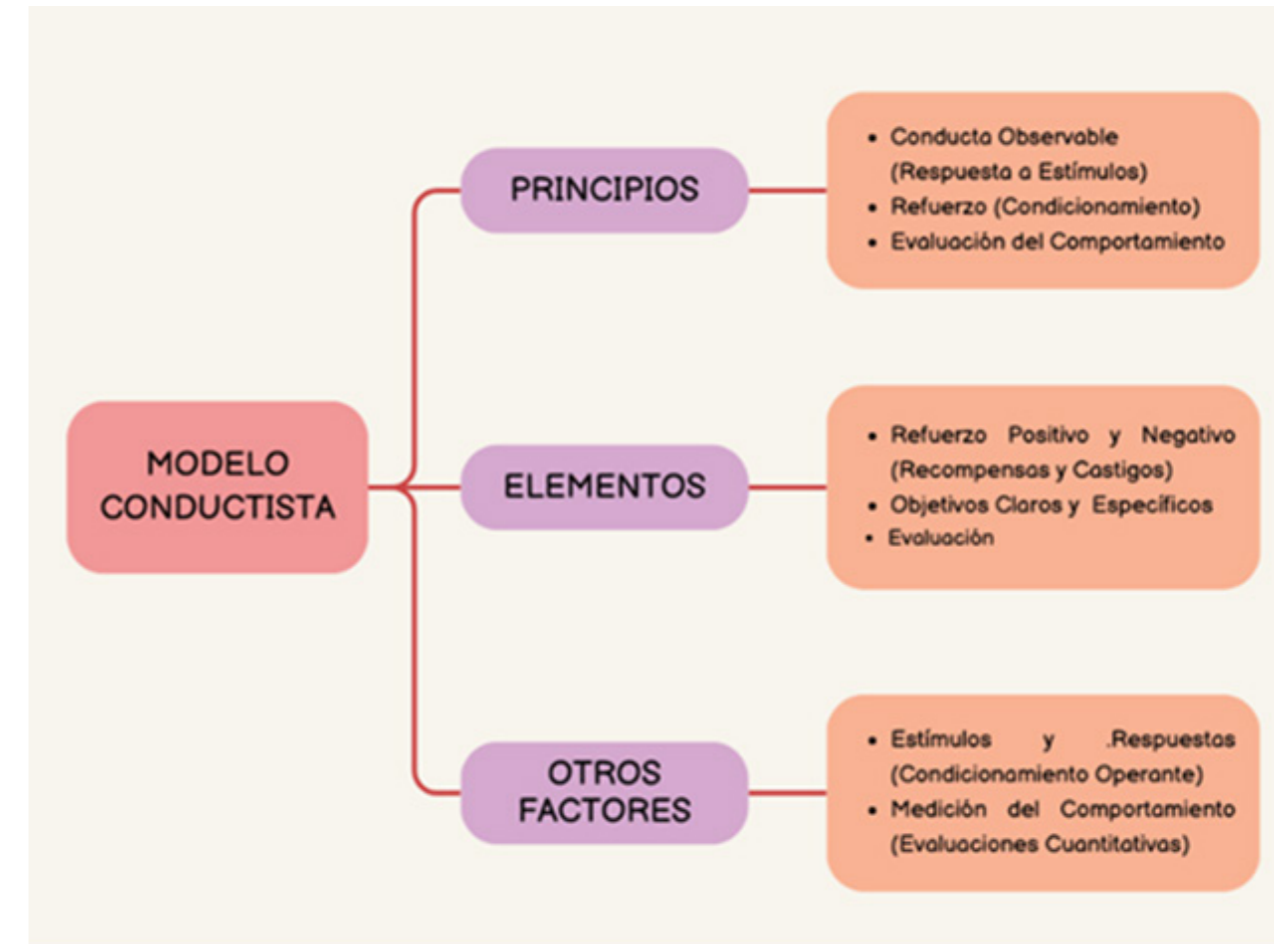 MODELO
CONDUCTISTA
PRINCIPIOS
• Conducta Observable
(Respuesta a Estímulos)
• Refuerzo (Condicionamiento)
• Evaluación del Comportamiento
ELEMENTOS
• Refuerzo Positivo y Negativo
(Recompensas y Castigos)
• Objetivos Claros y Específicos
• Evaluación
OTROS
FACTORES
• Estímulos y .Respuestas
(Condicionamiento Operante)
• Medición del Comportamiento
(Evaluaciones Cuantitativas)